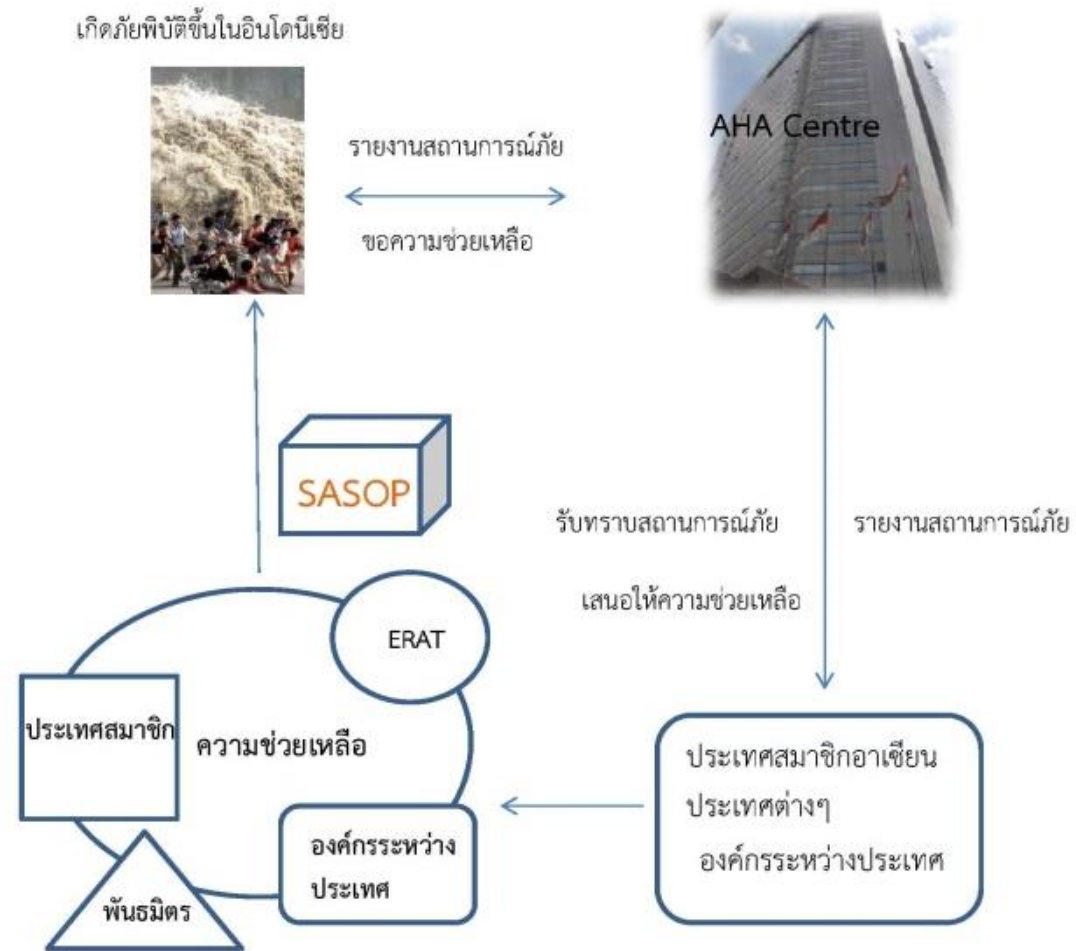 เกิดภัยพิบัติขึ้นในอินโดนีเซีย
AHA Centre
รายงานสถานการณ์ภัย
ขอความช่วยเหลือ
SASOP
รับทราบสถานการณ์ภัย
รายงานสถานการณ์ภัย
เสนอให้ความช่วยเหลือ
ERAT
ประเทศสมาชิก
ความช่วยเหลือ
องค์กรระหว่าง
ประเทศ
พันธมิตร
ประเทศสมาชิกอาเซียน
ประเทศต่างๆ
องค์กรระหว่างประเทศ